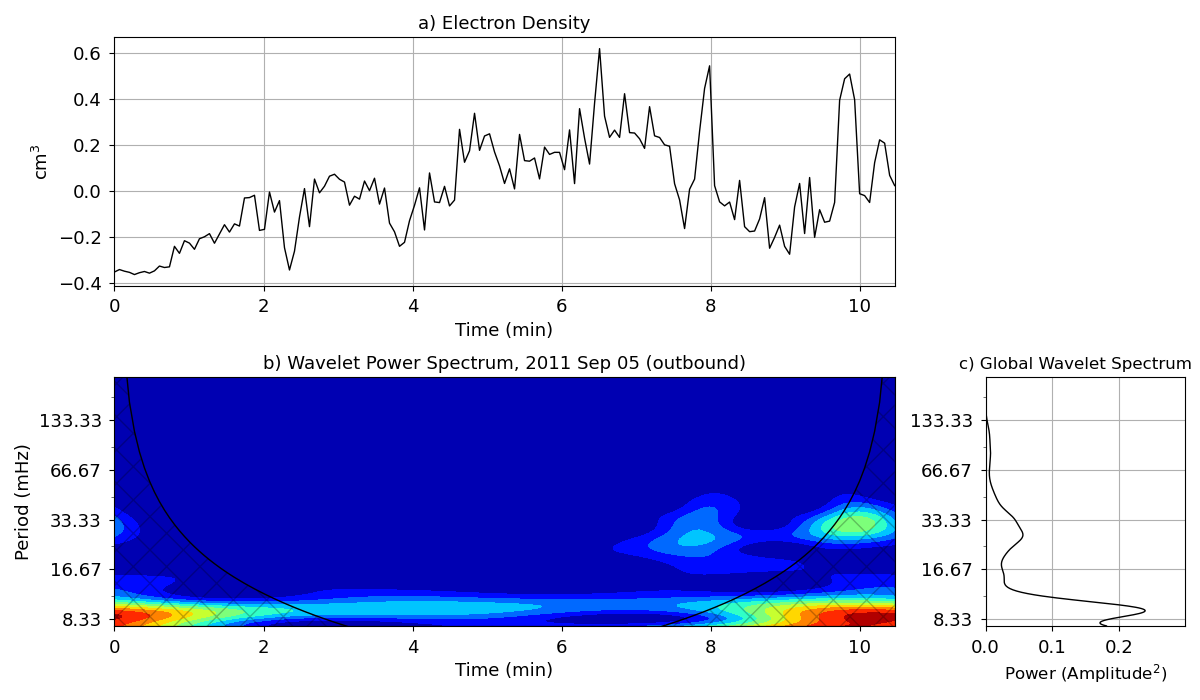 a) Electron Density
0.6
0.4
0.2
0.0
−0.2
−0.4
cm³
0 2 4 6 8 10
Time (min)
b) Wavelet Power Spectrum, 2011 Sep 05 (outbound)
133.33
66.67
33.33
16.67
8.33
Period (mHz)
0 2 4 6 8 10
Time (min)
c) Global Wavelet Spectrum
133.33
66.67
33.33
16.67
8.33
0.0 0.1 0.2
Power (Amplitude²)